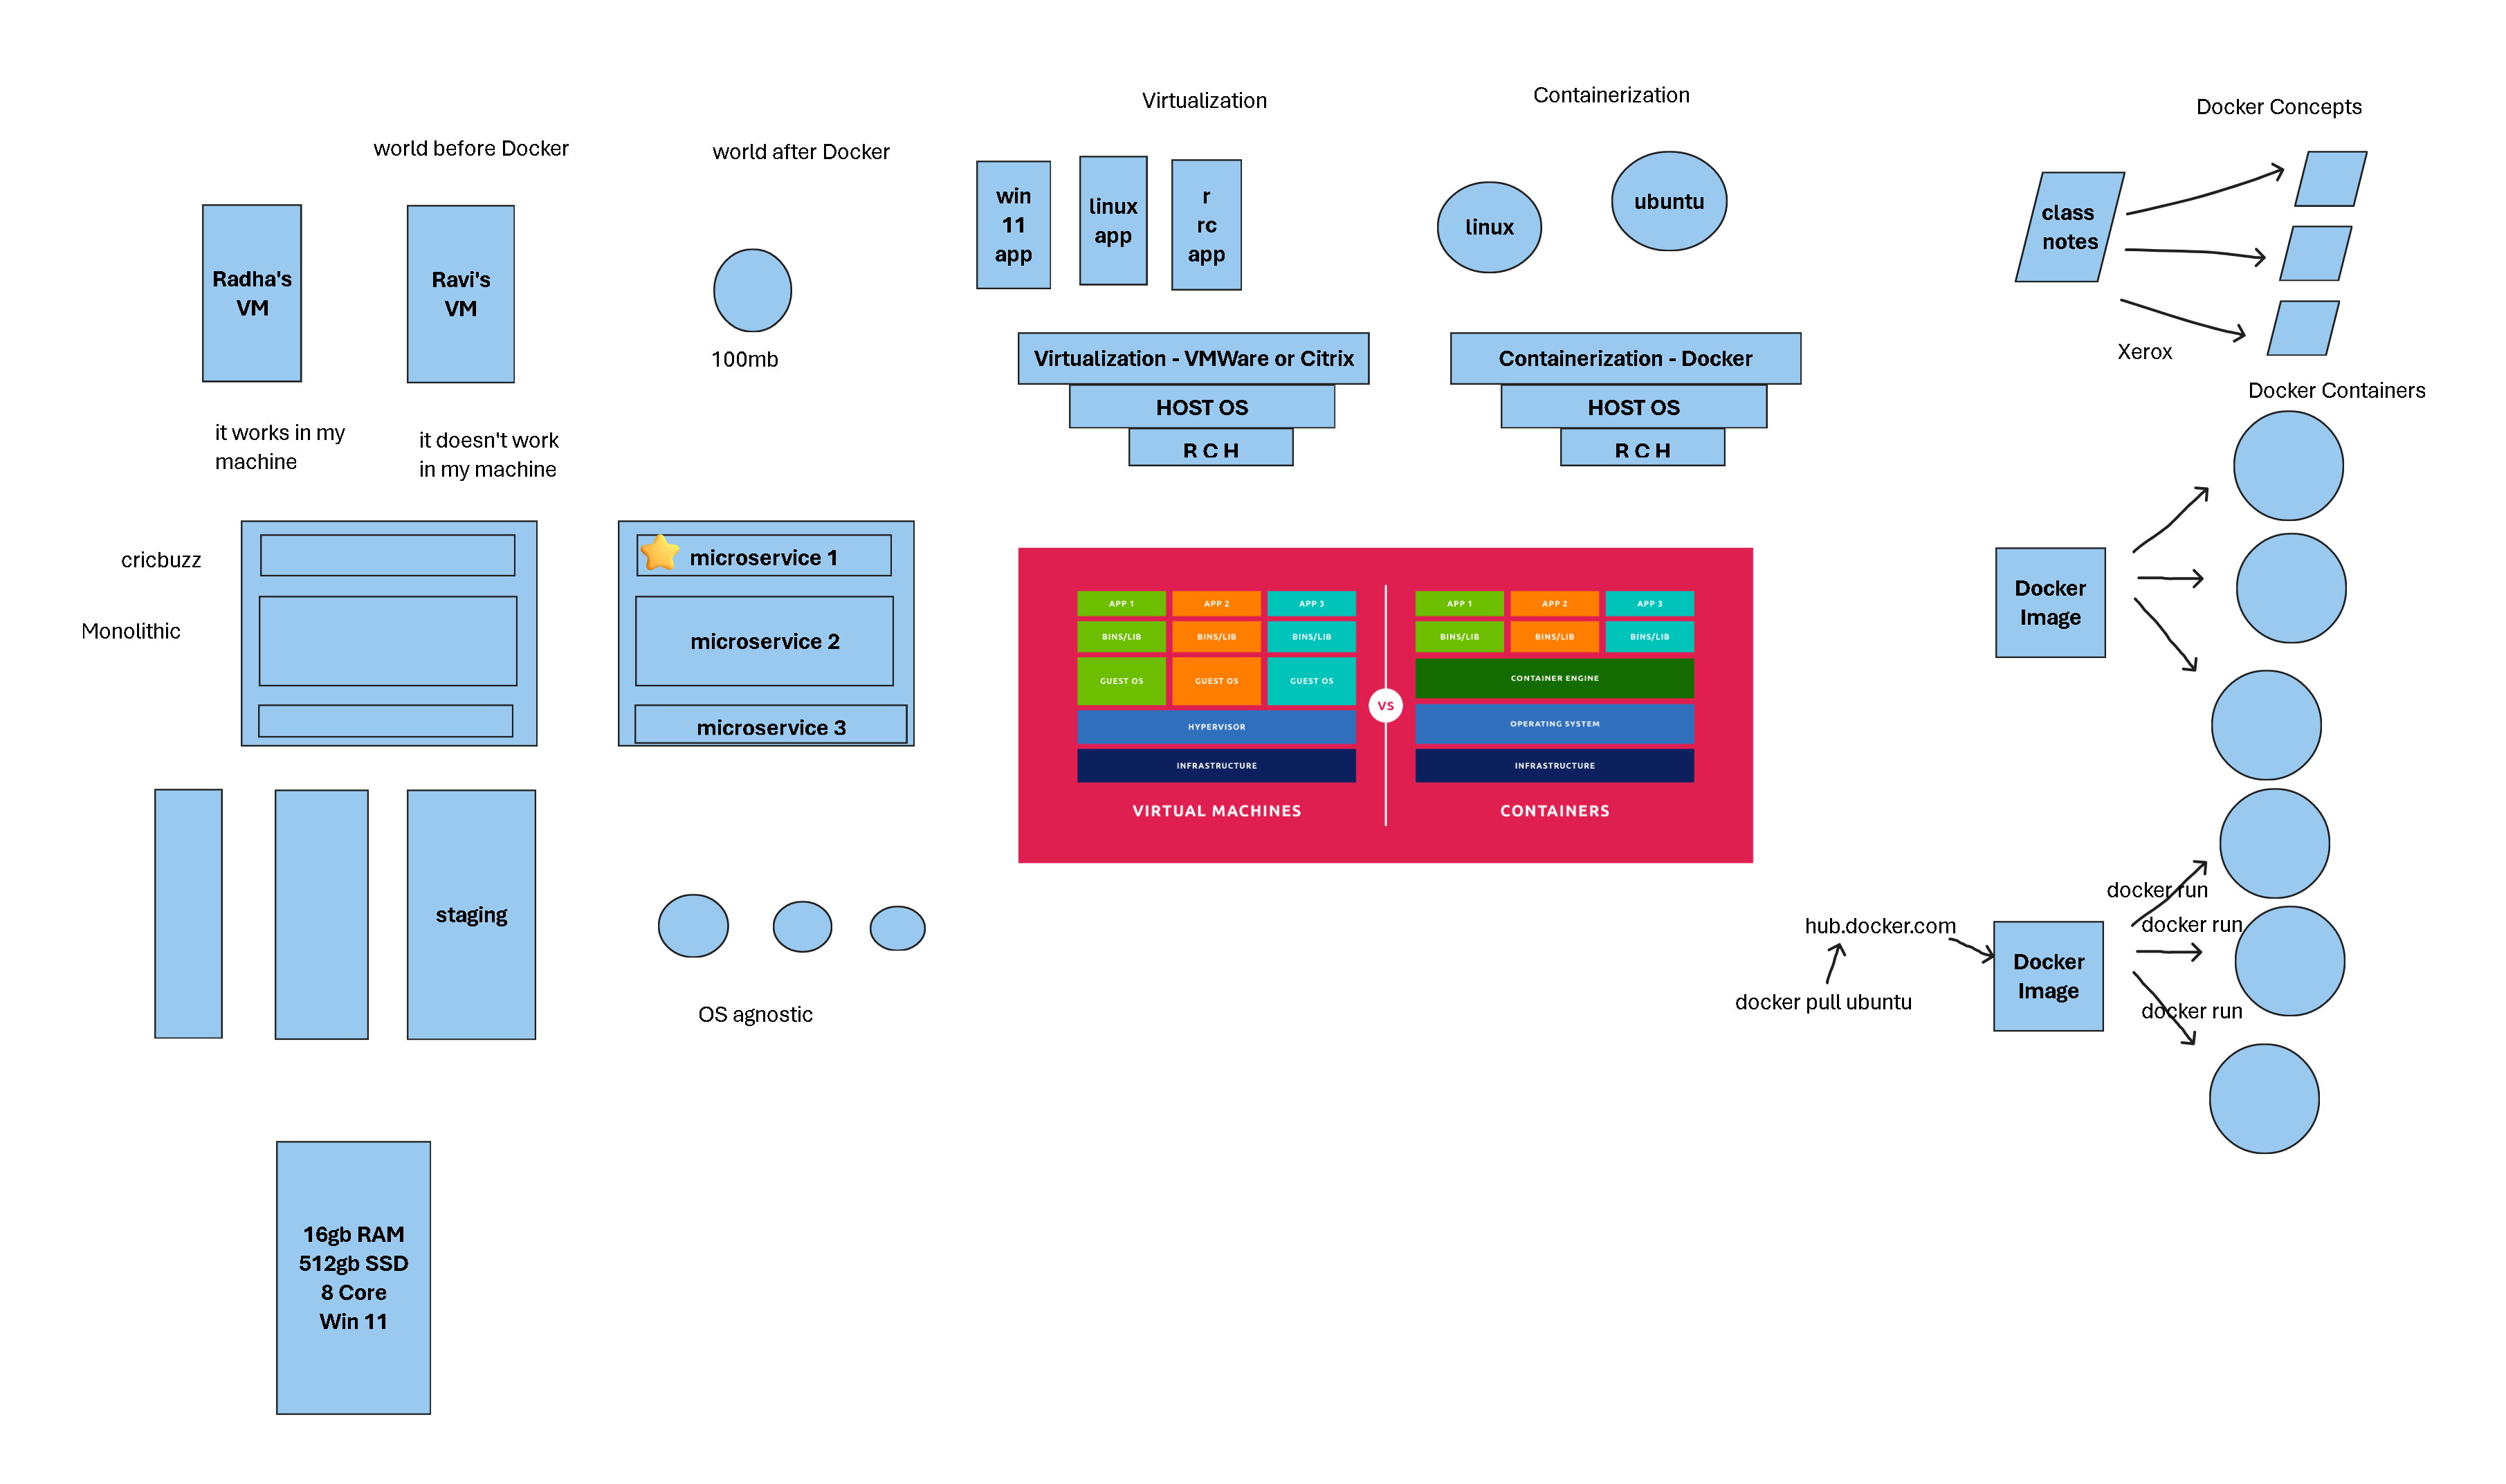 world before Docker
Radha's
VM
Ravi's
VM
it works in my
machine
it doesn't work
in my machine
cricbuzz
Monolithic
staging
16gb RAM
512gb SSD
8 Core
Win 11
world after Docker
100mb
microservice 1
microservice 2
microservice 3
OS agnostic
Virtualization
win
11
app
linux
app
r
rc
app
Virtualization - VMWare or Citrix
HOST OS
R C H
Containerization
linux
ubuntu
Containerization - Docker
HOST OS
R C H
APP 1
APP 2
APP 3
BINS/LIB
BINS/LIB
BINS/LIB
GUEST OS
GUEST OS
GUEST OS
HYPERVISOR
INFRASTRUCTURE
VIRTUAL MACHINES
VS
APP 1
APP 2
APP 3
BINS/LIB
BINS/LIB
BINS/LIB
CONTAINER ENGINE
OPERATING SYSTEM
INFRASTRUCTURE
CONTAINERS
Docker Concepts
class
notes
Xerox
Docker Containers
Docker
Image
docker run
docker run
docker run
hub.docker.com
docker pull ubuntu
Docker
Image